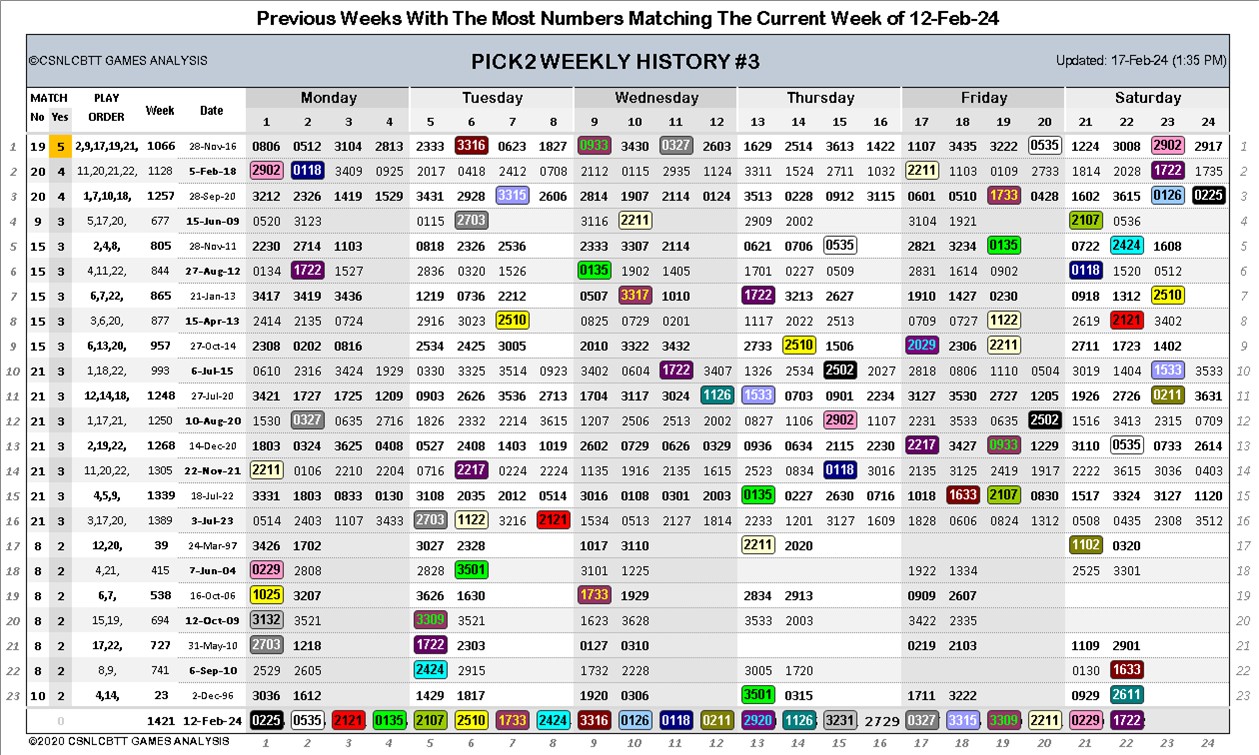 Previous Weeks With The Most Numbers Matching The Current Week of 12-Feb-24
©CSNLCBTT GAMES ANALYSIS PICK2 WEEKLY HISTORY #3 Updated: 17-Feb-24 (1:35 PM)
MATCH PLAY Week Date Monday Tuesday Wednesday Thursday Friday Saturday
No Yes ORDER 1 2 3 4 5 6 7 8 9 10 11 12 13 14 15 16 17 18 19 20 21 22 23 24
1 19 5 2,9,17,19,21, 1066 28-Nov-16 0806 0512 3104 2813 2333 3316 0623 1827 0933 3430 0327 2603 1629 2514 3613 1422 1107 3435 3222 0535 1224 3008 2902 2917 1
2 20 4 11,20,21,22, 1128 5-Feb-18 2902 0118 3409 0925 2017 0418 2412 0708 2112 0115 2935 1124 3311 1524 2711 1032 2211 1103 0109 2733 1814 2028 1722 1735 2
3 20 4 1,7,10,18, 1257 28-Sep-20 3212 2326 1419 1529 3431 2928 3315 2606 2814 1907 2114 0124 3513 0228 0912 3115 0601 0510 1733 0428 1602 3615 0126 0225 3
4 9 3 5,17,20, 677 15-Jun-09 0520 3123 0115 2703 3116 2211 2909 2002 3104 1921 2107 0536 4
5 15 3 2,4,8, 805 28-Nov-11 2230 2714 1103 0818 2326 2536 2333 3307 2114 0621 0706 0535 2821 3234 0135 0722 2424 1608 5
6 15 3 4,11,22, 844 27-Aug-12 0134 1722 1527 2836 0320 1526 0135 1902 1405 1701 0227 0509 2831 1614 0902 0118 1520 0512 6
7 15 3 6,7,22, 865 21-Jan-13 3417 3419 3436 1219 0736 2212 0507 3317 1010 1722 3213 2627 1910 1427 0230 0918 1312 2510 7
8 15 3 3,6,20, 877 15-Apr-13 2414 2135 0724 2916 3023 2510 0825 0729 0201 1117 2022 2513 0709 0727 1122 2619 2121 3402 8
9 15 3 6,13,20, 957 27-Oct-14 2308 0202 0816 2534 2425 3005 2010 3322 3432 2733 2510 1506 2029 2306 2211 2711 1723 1402 9
10 21 3 1,18,22, 993 6-Jul-15 0610 2316 3424 1929 0330 3325 3514 0923 3402 0604 1722 3407 1326 2534 2502 2027 2818 0806 1110 0504 3019 1404 1533 3533 10
11 21 3 12,14,18, 1248 27-Jul-20 3421 1727 1725 1209 0903 1326 3536 2713 1704 3117 3024 1126 1533 0703 0901 2234 3127 3530 2727 1205 1926 2726 0211 3631 11
12 21 3 1,17,21, 1250 10-Aug-20 1530 0327 0635 2716 1826 2332 2214 3615 1207 2506 2513 2002 0827 1106 2902 1107 2231 3533 0120 2502 1516 3413 2315 0709 12
13 21 3 2,19,22, 1268 14-Dec-20 1803 0324 3625 0408 0527 2408 1403 1019 2602 0729 0626 0329 0936 0634 2115 2230 2217 3427 0933 1229 3110 0535 0733 2614 13
14 21 3 11,20,22, 1305 22-Nov-21 2211 0106 2210 2204 0716 2217 0224 2224 1135 1916 2135 1615 2523 0834 0118 3016 2135 3125 2419 1917 2222 3615 3036 0403 14
15 21 3 4,5,9, 1339 18-Jul-22 3331 1803 0833 0130 3108 2035 2012 0514 3016 0108 0301 2003 0135 0227 2630 0716 1018 1633 2107 0830 1517 3324 3127 1120 15
16 21 3 3,17,20, 1389 3-Jul-23 0514 2403 1107 3433 2703 1122 3216 2121 1534 0513 2127 1814 2233 1201 3127 1609 1828 0606 0824 1312 0508 0435 2308 3512 16
17 8 2 12,20, 39 24-Mar-97 3426 1702 3027 2328 1017 3110 2211 2020 1102 0320 17
18 8 2 4,21, 415 7-Jun-04 0229 2808 2828 3501 3101 1225 1922 1334 2525 3301 18
19 8 2 6,7, 538 16-Oct-06 1025 3207 3626 1630 1733 1929 2834 2913 0909 2607 19
20 8 2 15,19, 694 12-Oct-09 3132 3521 3309 3521 1623 3628 3533 2003 3422 2335 20
21 8 2 17,22, 727 31-May-10 2703 1218 1722 2303 0127 0310 0219 2103 1109 2901 21
22 8 2 8,9, 741 6-Sep-10 2529 2605 2424 2915 1732 2228 3005 1720 0130 1633 22
23 10 2 4,14, 23 2-Dec-96 3036 1612 1429 1817 1920 0306 3501 0315 1711 3222 0929 2611 23
0 1421 12-Feb-24 0225 0535 2121 0135 2107 2510 1733 2424 3316 0126 0118 0211 2920 1126 3231 2729 0327 3315 3309 2211 0229 1722
©2020 CSNLCBTT GAMES ANALYSIS 1 2 3 4 5 6 7 8 9 10 11 12 13 14 15 16 17 18 19 20 21 22 23 24